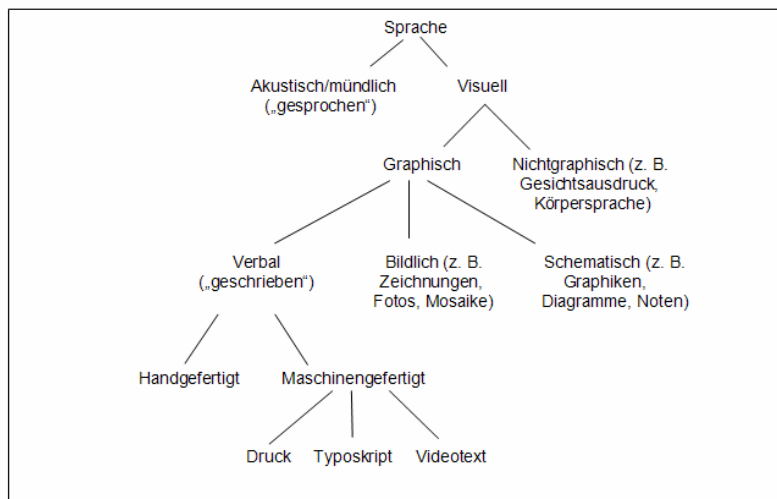 Sprache
Akustisch/mündlich
(„gesprochen“)
Visuell
Graphisch
Nichtgraphisch (z. B.
Gesichtsausdruck,
Körpersprache)
Verbal
(„geschrieben“)
Bildlich (z. B.
Zeichnungen,
Fotos, Mosaike)
Schematisch (z. B.
Graphiken,
Diagramme, Noten)
Handgefertigt
Maschinengefertigt
Druck
Typoskript
Videotext